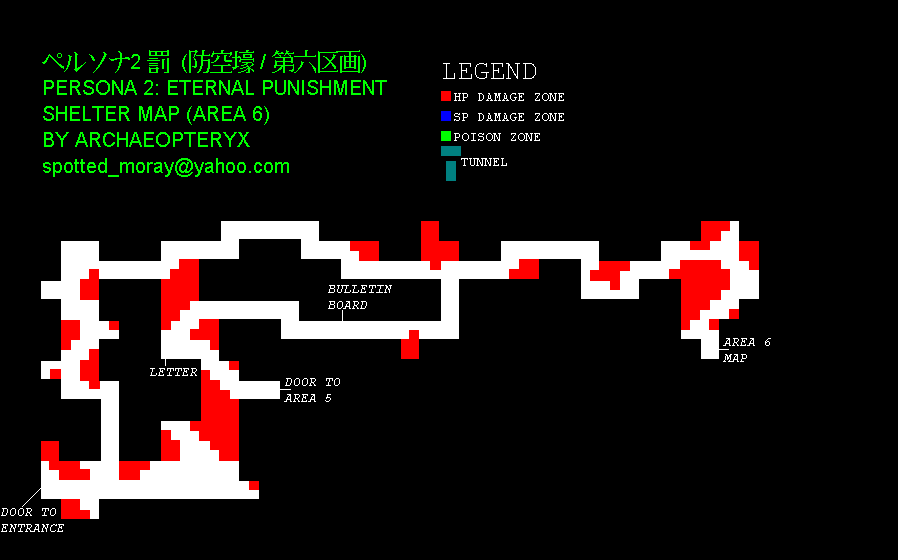 ペルソナ2 罰 (防空壕 / 第六区画)
PERSONA 2: ETERNAL PUNISHMENT
SHELTER MAP (AREA 6)
BY ARCHAEOPTERYX
spotted_moray@yahoo.com
LEGEND
HP DAMAGE ZONE
SP DAMAGE ZONE
POISON ZONE
TUNNEL
BULLETIN
BOARD
AREA 6
MAP
LETTER
DOOR TO
AREA 5
DOOR TO
ENTRANCE